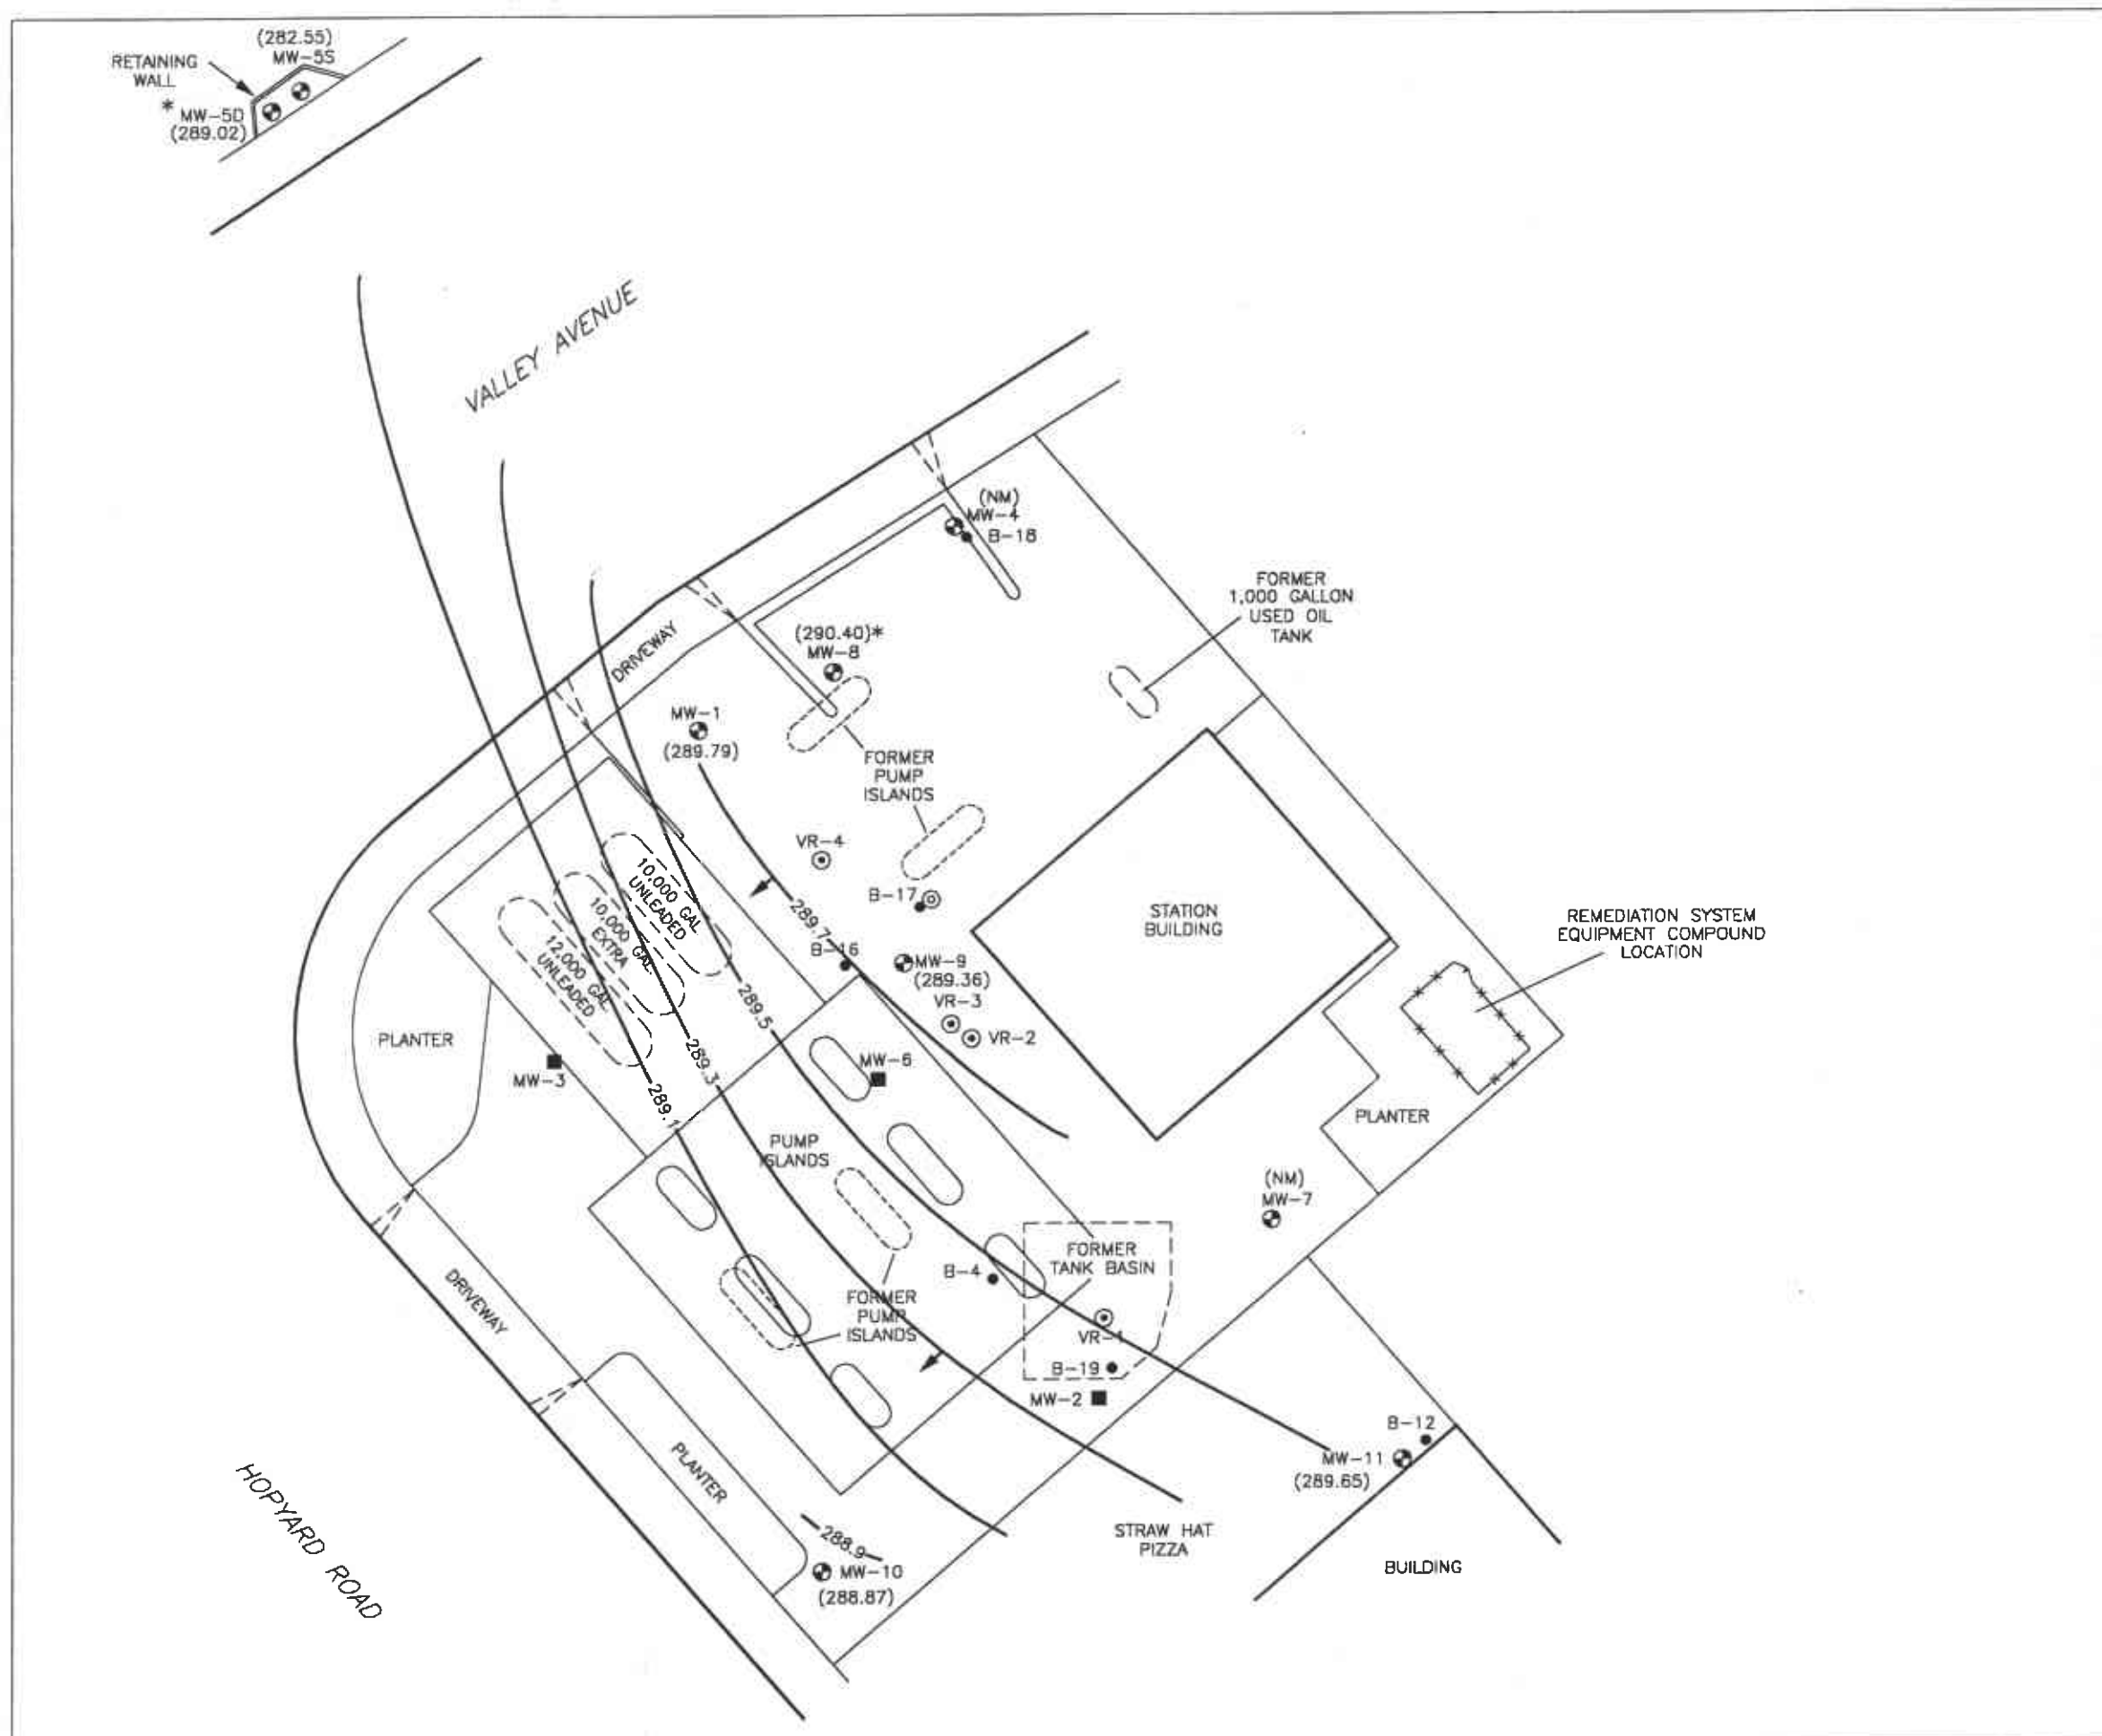 (282.55)
MW-5S
RETAINING
WALL
* MW-5D
(289.02)
VALLEY AVENUE
(NM)
MW-4
B-18
FORMER
1,000 GALLON
USED OIL
TANK
DRIVEWAY
(290.40)*
MW-8
MW-1
(289.79)
FORMER
PUMP
ISLANDS
VR-4
B-17
289.7
B-16
MW-9
(289.36)
VR-3
VR-2
STATION
BUILDING
REMEDIATION SYSTEM
EQUIPMENT COMPOUND
LOCATION
10,000 GAL
UNLEADED
10,000 GAL
EXTRA
12,000 GAL
UNLEADED
289.5
289.3
289.1
PLANTER
MW-3
MW-6
PLANTER
PUMP
ISLANDS
(NM)
MW-7
FORMER
TANK BASIN
B-4
FORMER
PUMP
ISLANDS
VR-1
B-19
MW-2
DRIVEWAY
PLANTER
B-12
MW-11
(289.65)
HOPYARD ROAD
288.9
MW-10
(288.87)
STRAW HAT
PIZZA
BUILDING